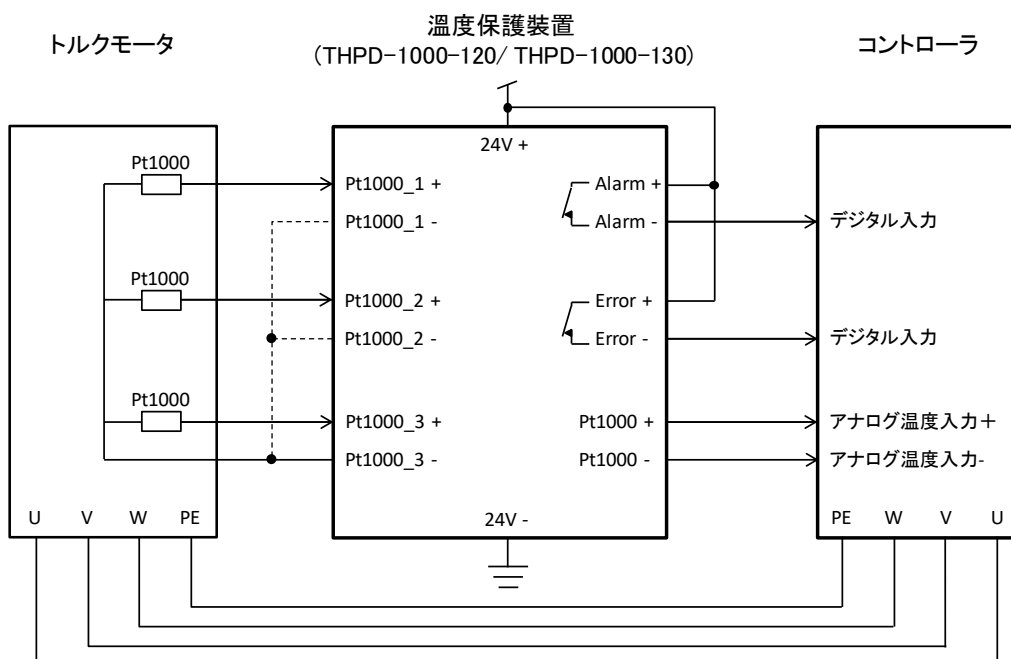 トルクモータ
溫度保護裝置
(THPD-1000-120/ THPD-1000-130)
コントローラ
24V +
Pt1000
Pt1000_1 +
Alarm +
Pt1000_1 -
Alarm -
デジタル入力
Pt1000
Pt1000_2 +
Error +
Pt1000_2 -
Error -
デジタル入力
Pt1000
Pt1000_3 +
Pt1000 +
アナログ温度入力＋
Pt1000_3 -
Pt1000 -
アナログ温度入力-
U V W PE
24V -
PE W V U